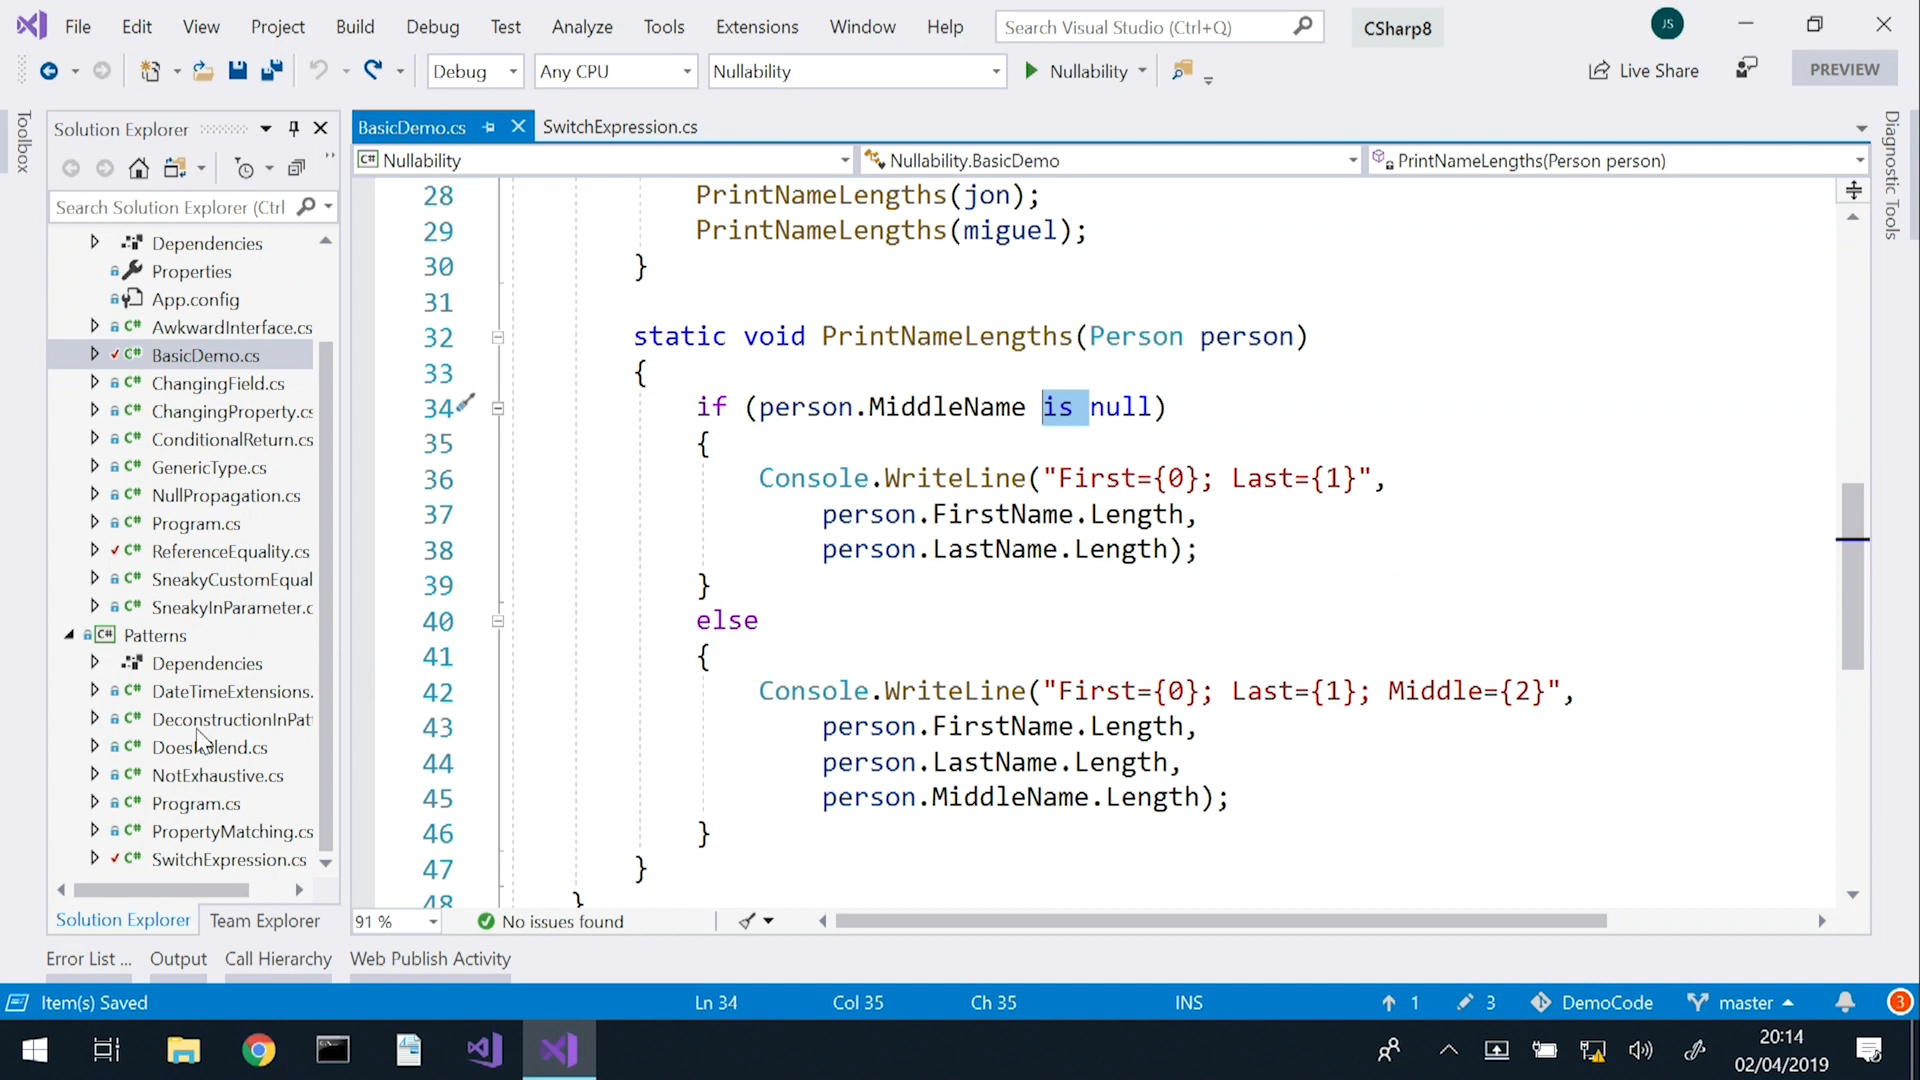 File Edit View Project Build Debug Test Analyze Tools Extensions Window Help Search Visual Studio (Ctrl+Q) CSharp8 JS
Debug Any CPU Nullability Nullability Live Share PREVIEW
Toolbox
Solution Explorer
Search Solution Explorer (Ctrl
Dependencies
Properties
App.config
AwkwardInterface.cs
BasicDemo.cs
ChangingField.cs
ChangingProperty.cs
ConditionalReturn.cs
GenericType.cs
NullPropagation.cs
Program.cs
ReferenceEquality.cs
SneakyCustomEqual
SneakyInParameter.c
Patterns
Dependencies
DateTimeExtensions.
DeconstructionInPat
NotExhaustive.cs
Program.cs
PropertyMatching.cs
SwitchExpression.cs
Solution Explorer Team Explorer
BasicDemo.cs SwitchExpression.cs
Nullability Nullability.BasicDemo PrintNameLengths(Person person)
28 PrintNameLengths(jon);
29 PrintNameLengths(miguel);
30 }
31
32 static void PrintNameLengths(Person person)
33 {
34 if (person.MiddleName is null)
35 {
36 Console.WriteLine("First={0}; Last={1}",
37 person.FirstName.Length,
38 person.LastName.Length);
39 }
40 else
41 {
42 Console.WriteLine("First={0}; Last={1}; Middle={2}",
43 person.FirstName.Length,
44 person.LastName.Length,
45 person.MiddleName.Length);
46 }
47 }
48 }
91 % No issues found
Diagnostic Tools
Error List ... Output Call Hierarchy Web Publish Activity
Item(s) Saved Ln 34 Col 35 Ch 35 INS 1 3 DemoCode master 3
20:14
02/04/2019